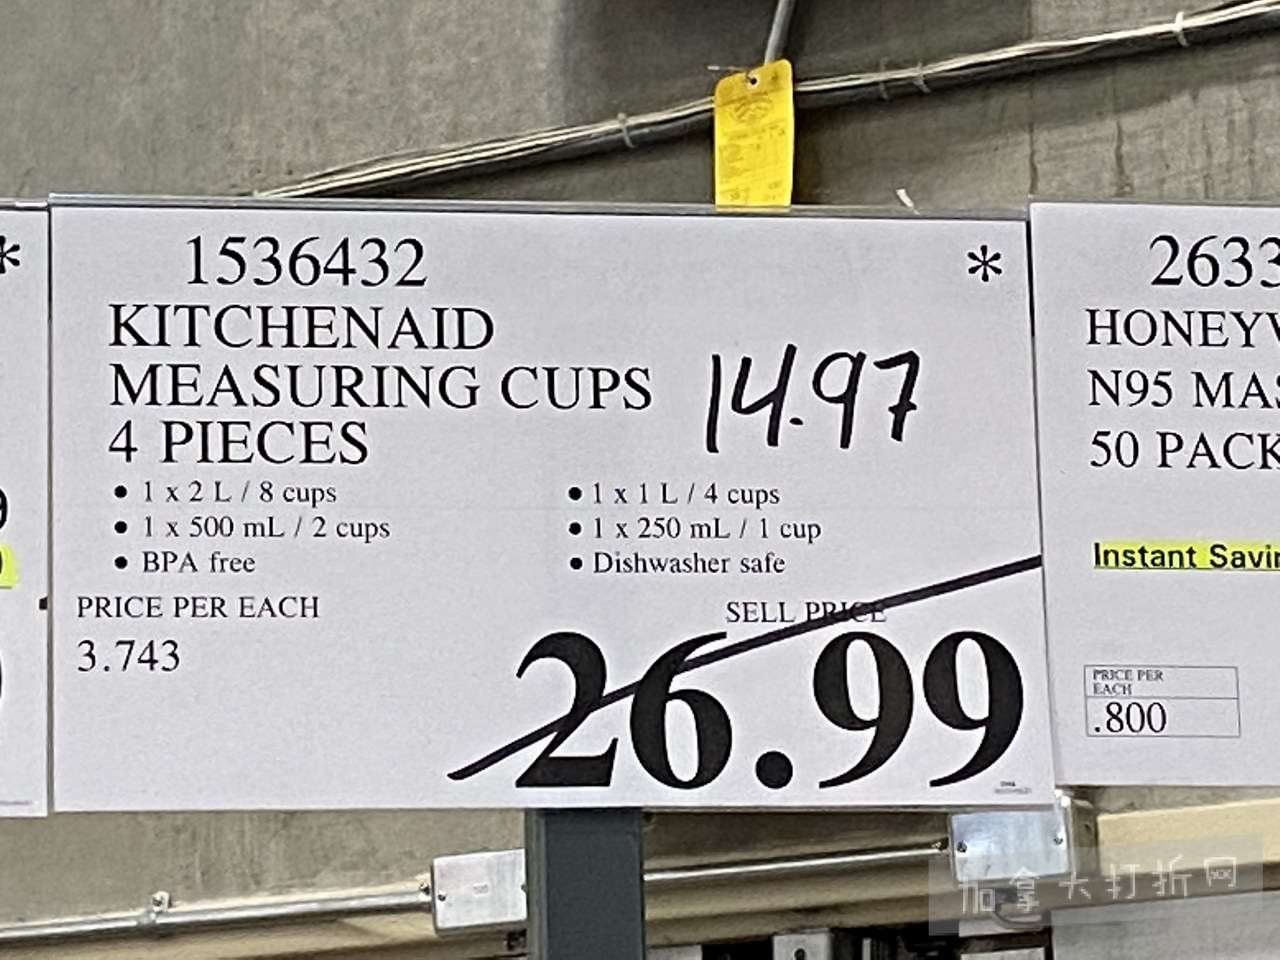 *
1536432
*
KITCHENAID
MEASURING CUPS
4 PIECES
14.97
• 1 x 2 L / 8 cups
• 1 x 1 L / 4 cups
• 1 x 500 mL / 2 cups
• 1 x 250 mL / 1 cup
• BPA free
• Dishwasher safe
PRICE PER EACH
SELL PRICE
3.743
26.99
2633
HONEYW
N95 MAS
50 PACK
Instant Savin
PRICE PER
EACH
.800
加拿大打折网